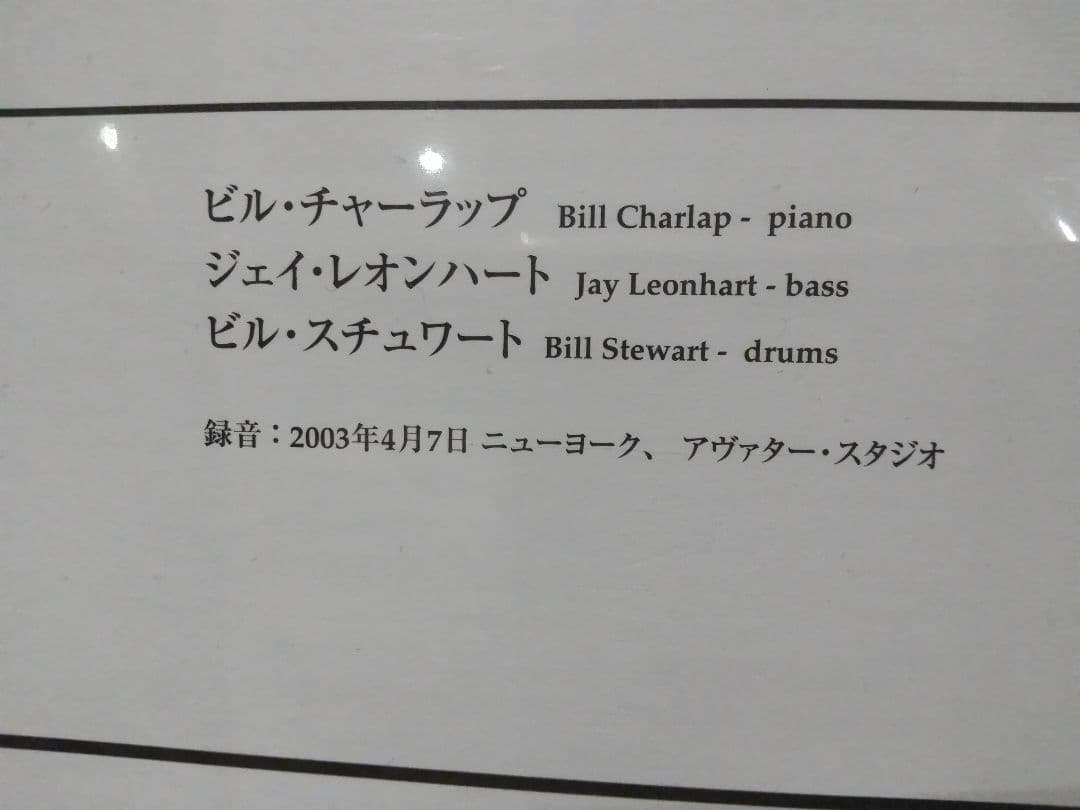 ビル・チャーラップ Bill Charlap - piano
ジェイ・レオンハート Jay Leonhart - bass
ビル・スチュワート Bill Stewart - drums
録音：2003年4月7日 ニューヨーク、 アヴァター・スタジオ